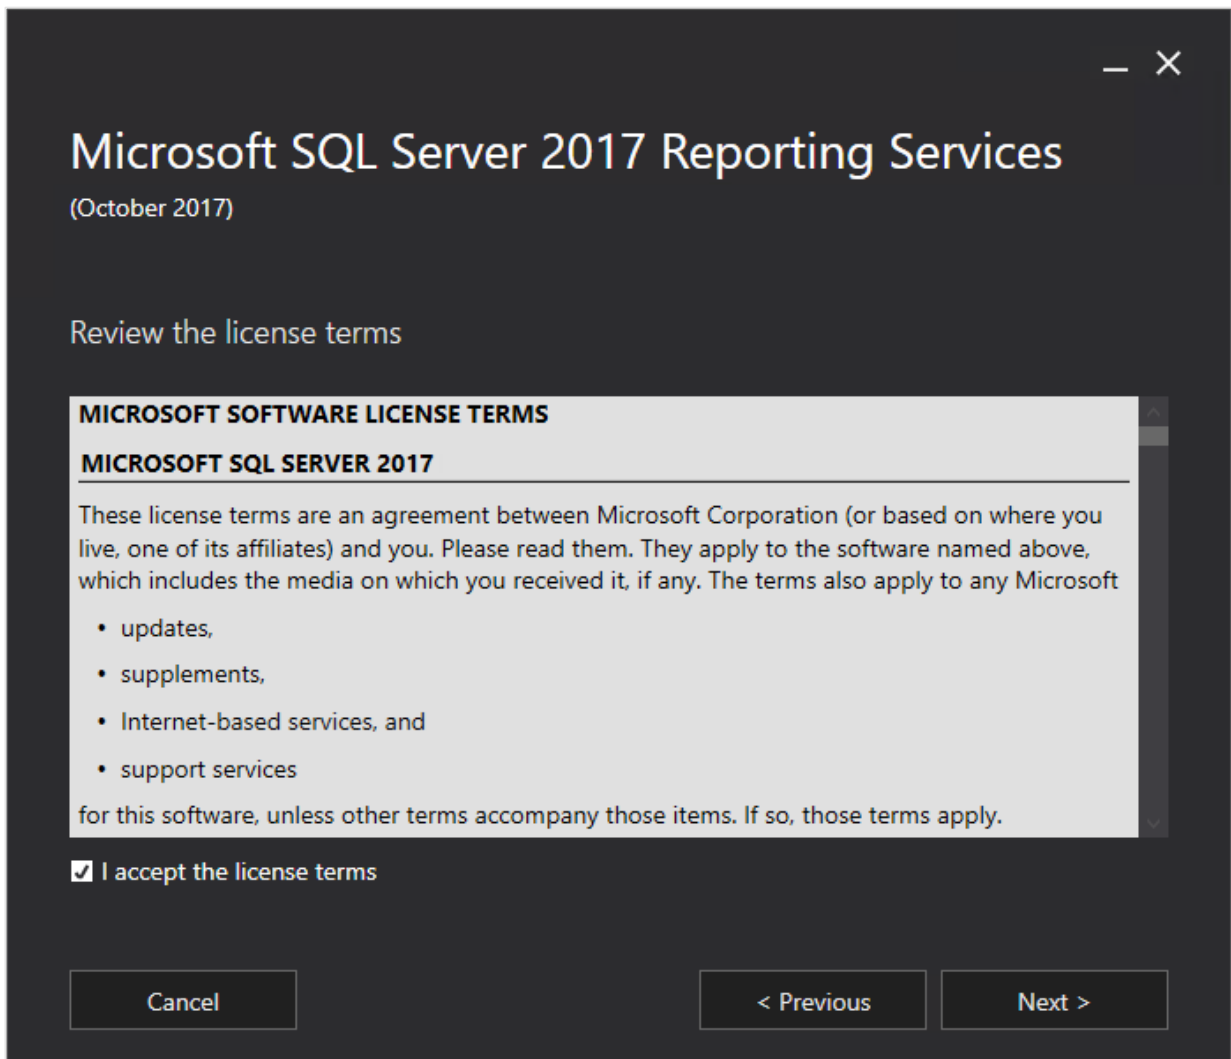 Microsoft SQL Server 2017 Reporting Services
(October 2017)
Review the license terms
MICROSOFT SOFTWARE LICENSE TERMS
MICROSOFT SQL SERVER 2017
These license terms are an agreement between Microsoft Corporation (or based on where you
live, one of its affiliates) and you. Please read them. They apply to the software named above,
which includes the media on which you received it, if any. The terms also apply to any Microsoft
• updates,
• supplements,
• Internet-based services, and
• support services
for this software, unless other terms accompany those items. If so, those terms apply.
I accept the license terms
Cancel
< Previous
Next >